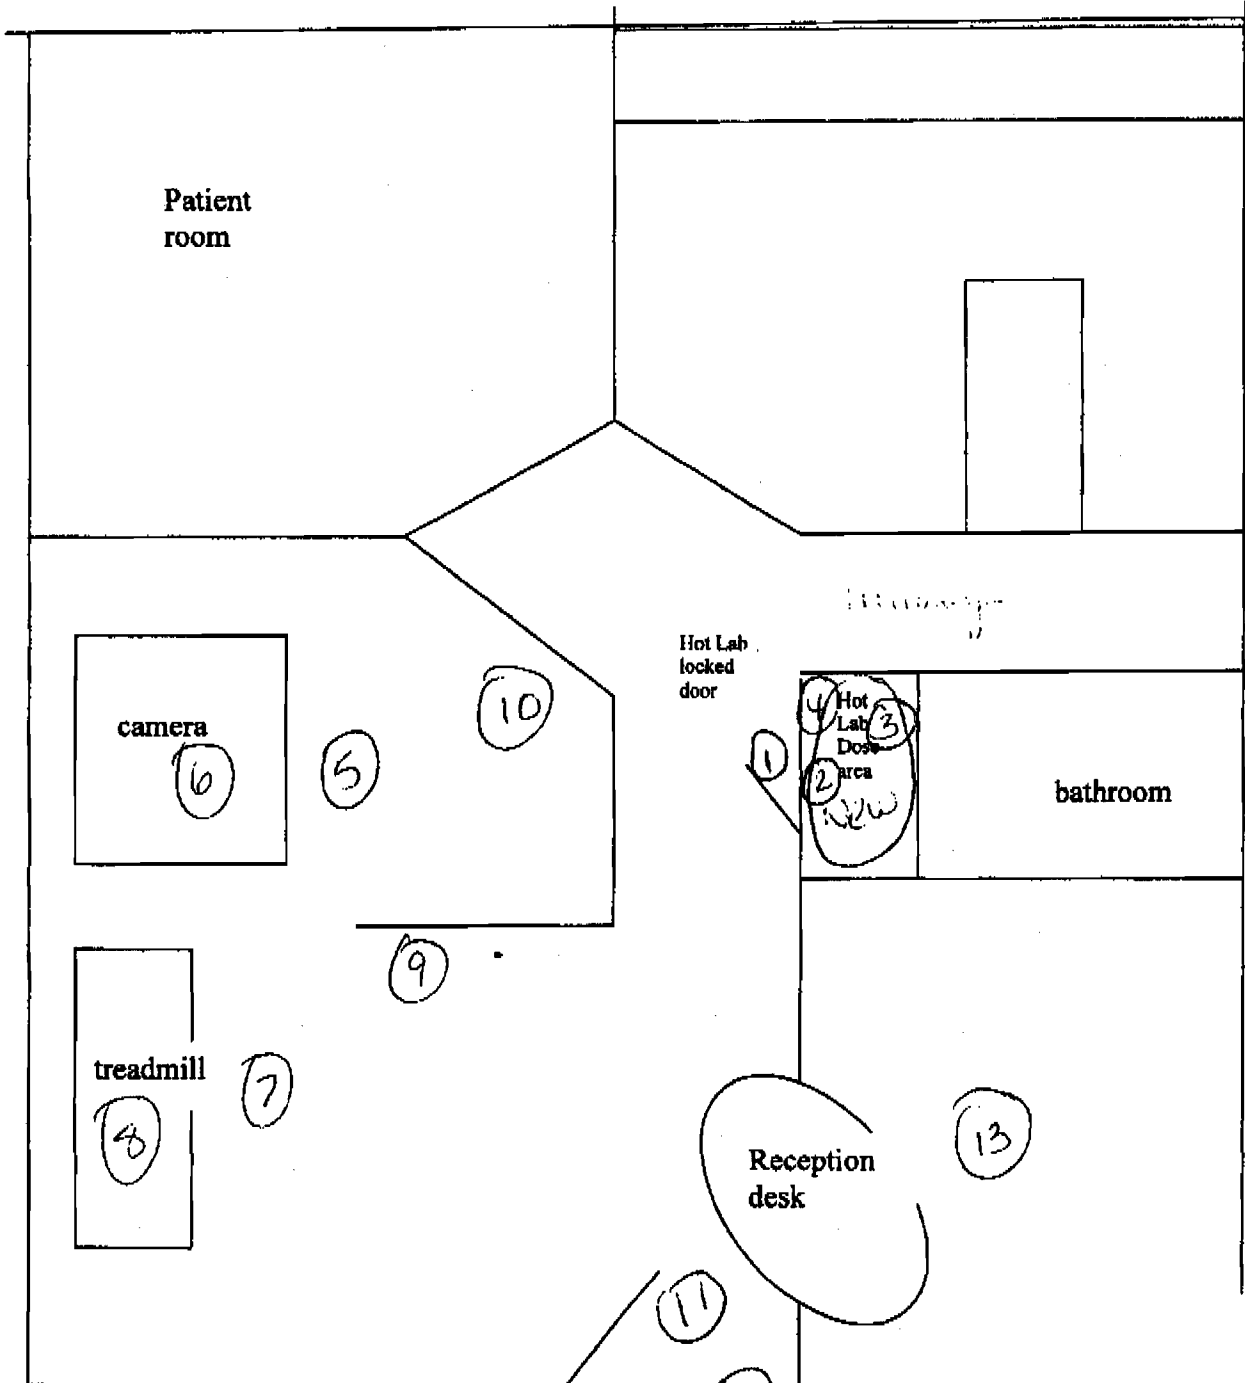 Patient
room
Hot Lab
locked
door
4
Hot
Lab
3
Dose
area
2
NEW
1
10
camera
6
5
bathroom
9
treadmill
7
8
13
Reception
desk
11